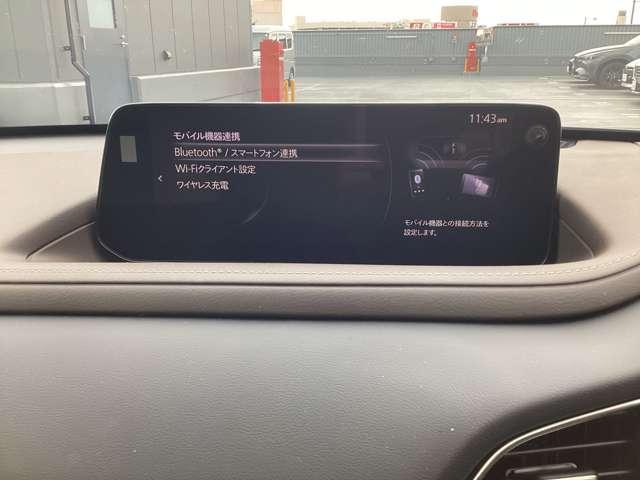 11:43 am
モバイル機器連携
Bluetooth® / スマートフォン連携
Wi-Fiクライアント設定
ワイヤレス充電
モバイル機器との接続方法を
設定します。